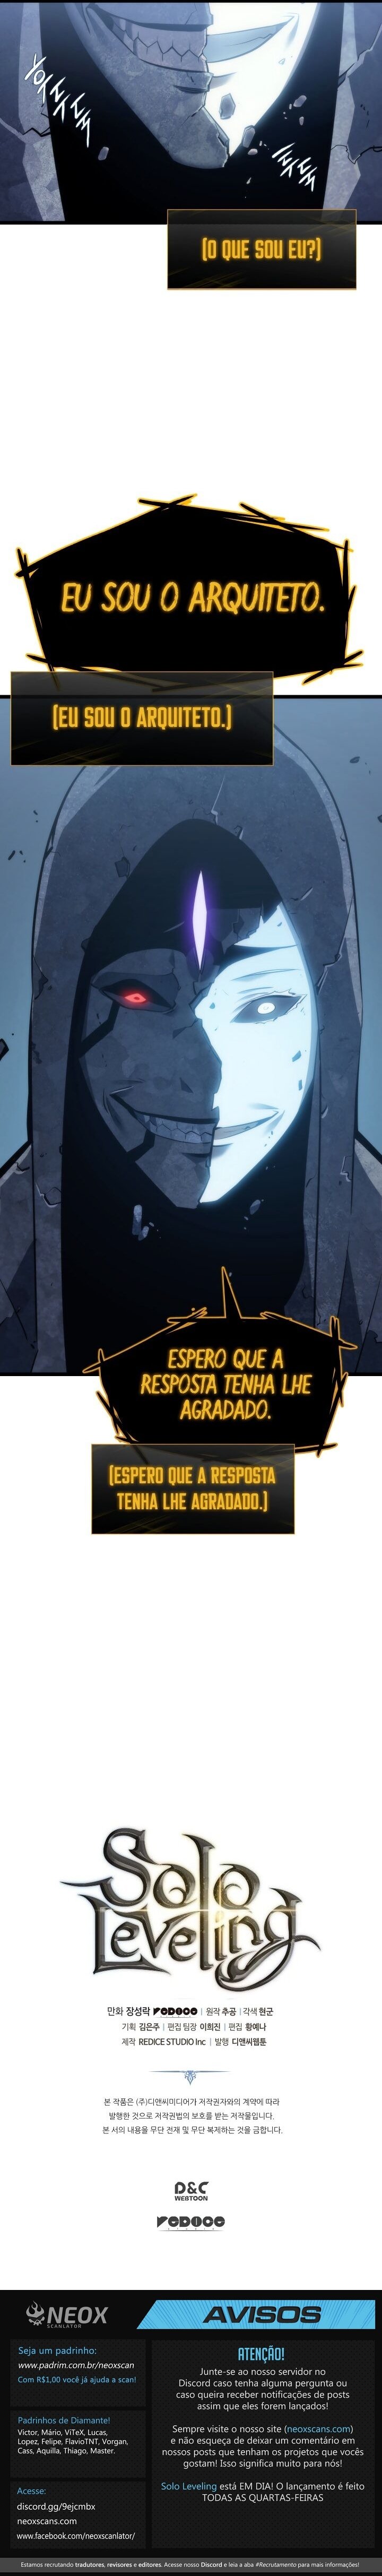 후두두
툭툭
[O QUE SOU EU?]
EU SOU O ARQUITETO.
[EU SOU O ARQUITETO.]
ESPERO QUE A
RESPOSTA TENHA LHE
AGRADADO.
[ESPERO QUE A RESPOSTA
TENHA LHE AGRADADO.]
Solo
Leveling
만화 장성락 REDICE | 원작 추공 | 각색 현군
기획 김은주 | 편집 팀장 이희진 | 편집 황예나
제작 REDICE STUDIO Inc | 발행 디앤씨웹툰
본 작품은 (주)디앤씨미디어가 저작권자와의 계약에 따라
발행한 것으로 저작권법의 보호를 받는 저작물입니다.
본 서의 내용을 무단 전재 및 무단 복제하는 것을 금합니다.
D&C
WEBTOON
REDICE
NEOX
SCANLATOR
AVISOS
Seja um padrinho:
www.padrim.com.br/neoxscan
Com R$1,00 você já ajuda a scan!
Padrinhos de Diamante!
Victor, Mário, ViTeX, Lucas,
Lopez, Felipe, FlavioTNT, Vorgan,
Cass, Aquilla, Thiago, Master.
Acesse:
discord.gg/9ejcmbx
neoxscans.com
www.facebook.com/neoxscanlator/
ATENÇÃO!
Junte-se ao nosso servidor no
Discord caso tenha alguma pergunta ou
caso queira receber notificações de posts
assim que eles forem lançados!
Sempre visite o nosso site (neoxscans.com)
e não esqueça de deixar um comentário em
nossos posts que tenham os projetos que vocês
gostam! Isso significa muito para nós!
Solo Leveling está EM DIA! O lançamento é feito
TODAS AS QUARTAS-FEIRAS
Estamos recrutando tradutores, revisores e editores. Acesse nosso Discord e leia a aba #Recrutamento para mais informações!